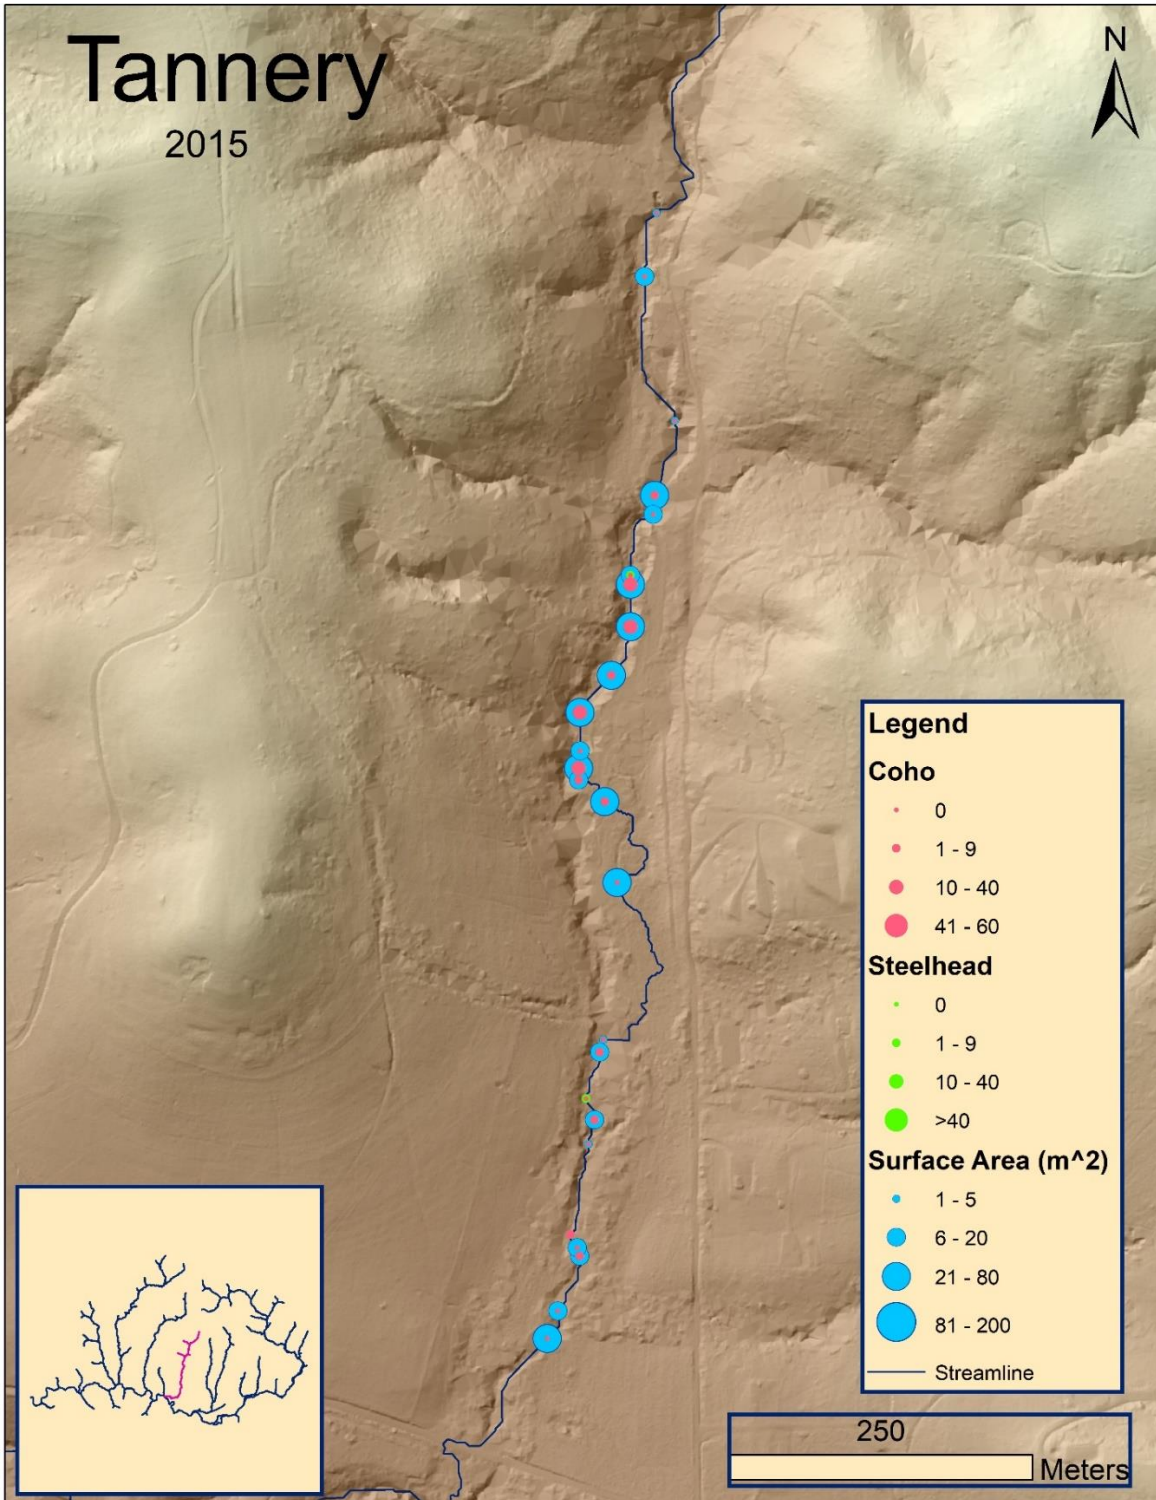 Tannery
2015
N
Legend
Coho
0
1 - 9
10 - 40
41 - 60
Steelhead
0
1 - 9
10 - 40
>40
Surface Area (m^2)
1 - 5
6 - 20
21 - 80
81 - 200
Streamline
250
Meters